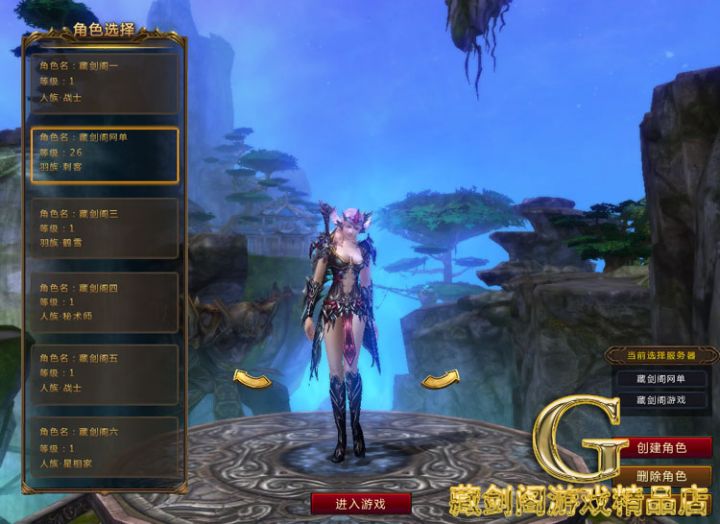 角色选择
角色名：藏剑阁一
等级：1
人族·战士
角色名：藏剑阁网单
等级：26
羽族·刺客
角色名：藏剑阁三
等级：1
羽族·鹤雪
角色名：藏剑阁四
等级：1
人族·秘术师
角色名：藏剑阁五
等级：1
人族·战士
角色名：藏剑阁六
等级：1
人族·星相家
当前选择服务器
藏剑阁网单
藏剑阁游戏
G
创建角色
删除角色
进入游戏
藏剑阁游戏精品店